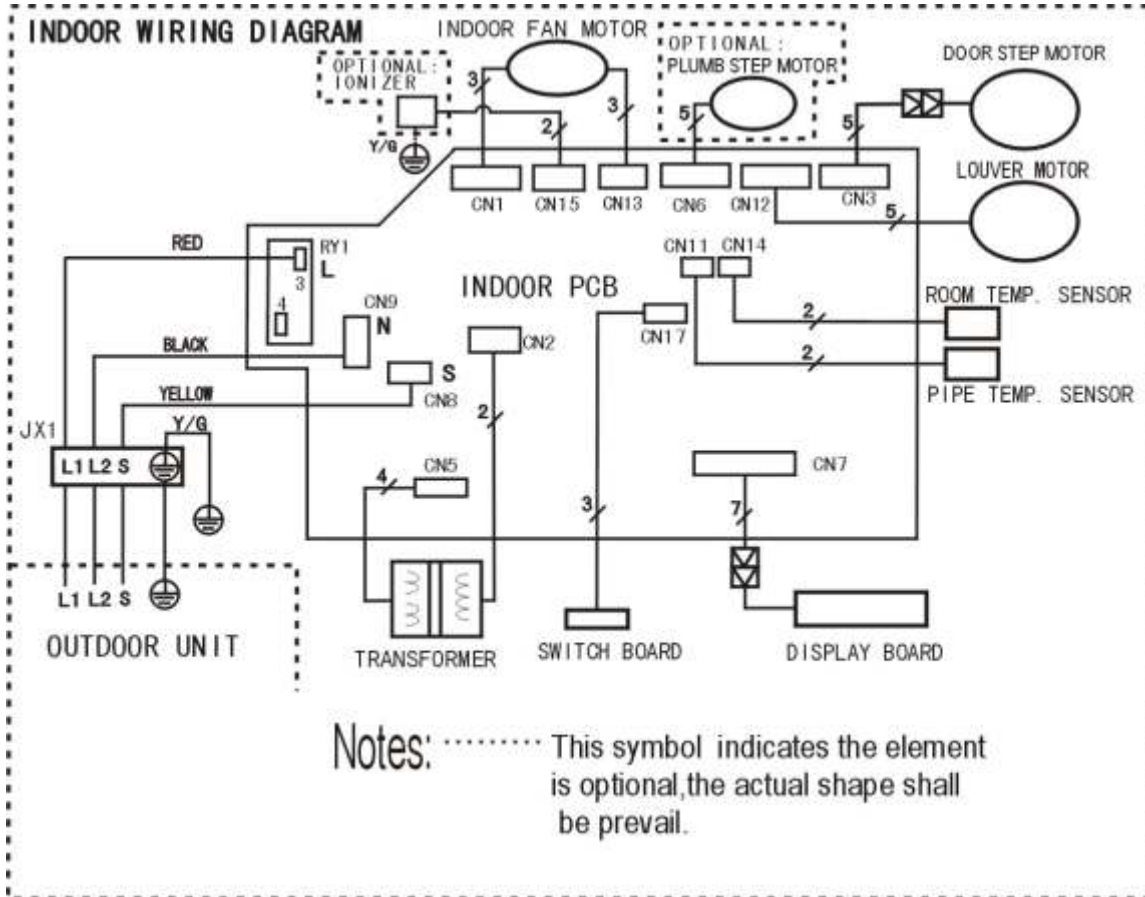 INDOOR WIRING DIAGRAM
INDOOR FAN MOTOR
OPTIONAL:
IONIZER
OPTIONAL:
PLUMB STEP MOTOR
DOOR STEP MOTOR
3
3
2
5
5
Y/G
LOUVER MOTOR
CN1
CN15
CN13
CN6
CN12
CN3
5
RED
RY1
L
3
4
CN11
CN14
INDOOR PCB
CN9
N
CN2
CN17
ROOM TEMP. SENSOR
2
BLACK
2
PIPE TEMP. SENSOR
S
CN8
YELLOW
2
JX1
Y/G
L1 L2 S
CN5
4
CN7
3
7
L1 L2 S
OUTDOOR UNIT
TRANSFORMER
SWITCH BOARD
DISPLAY BOARD
Notes: ········· This symbol indicates the element
is optional,the actual shape shall
be prevail.